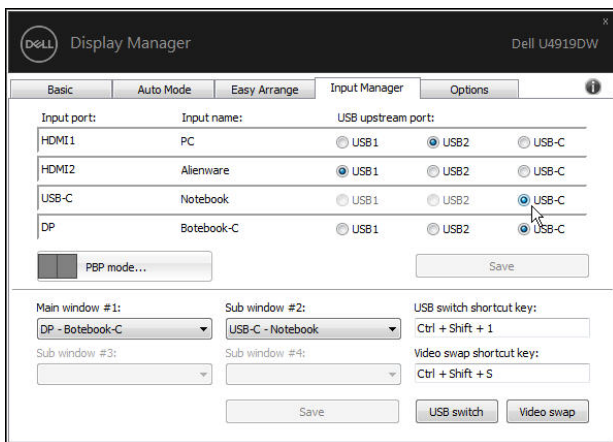 DELL Display Manager Dell U4919DW
x
Basic Auto Mode Easy Arrange Input Manager Options i
Input port: Input name: USB upstream port:
HDMI1 PC USB1 USB2 USB-C
HDMI2 Alienware USB1 USB2 USB-C
USB-C Notebook USB1 USB2 USB-C
DP Botebook-C USB1 USB2 USB-C
PBP mode... Save
Main window #1: Sub window #2: USB switch shortcut key:
DP - Botebook-C USB-C - Notebook Ctrl + Shift + 1
Sub window #3: Sub window #4: Video swap shortcut key:
Ctrl + Shift + S
Save USB switch Video swap